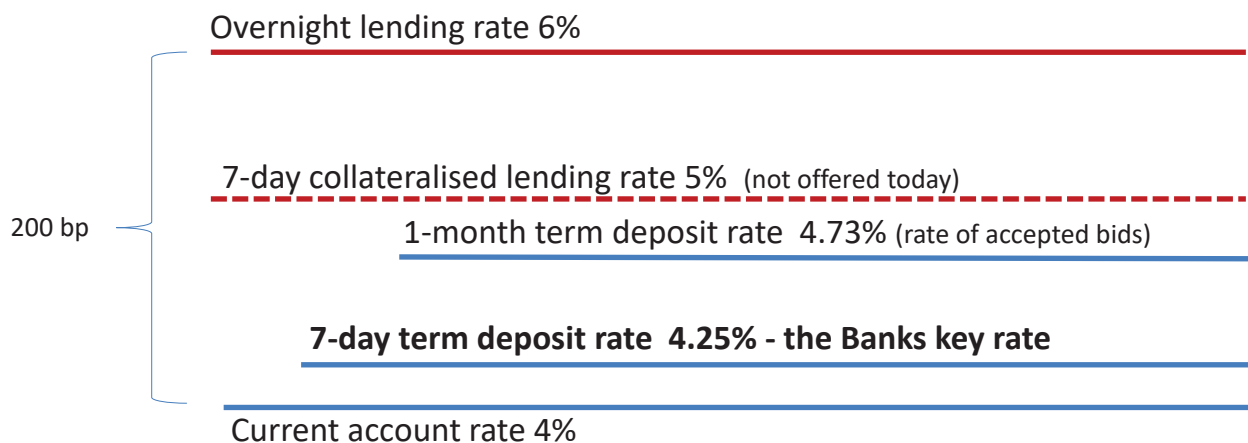 Overnight lending rate 6%
7-day collateralised lending rate 5% (not offered today)
200 bp
1-month term deposit rate 4.73% (rate of accepted bids)
7-day term deposit rate 4.25% - the Banks key rate
Current account rate 4%